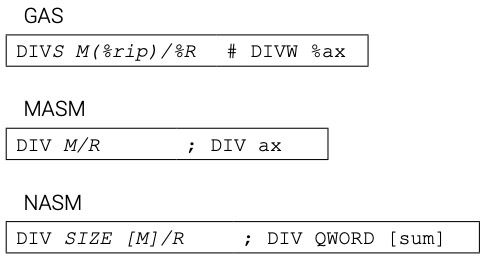 GAS
DIVS M(%rip)/%R # DIVW %ax
MASM
DIV M/R ; DIV ax
NASM
DIV SIZE [M]/R ; DIV QWORD [sum]